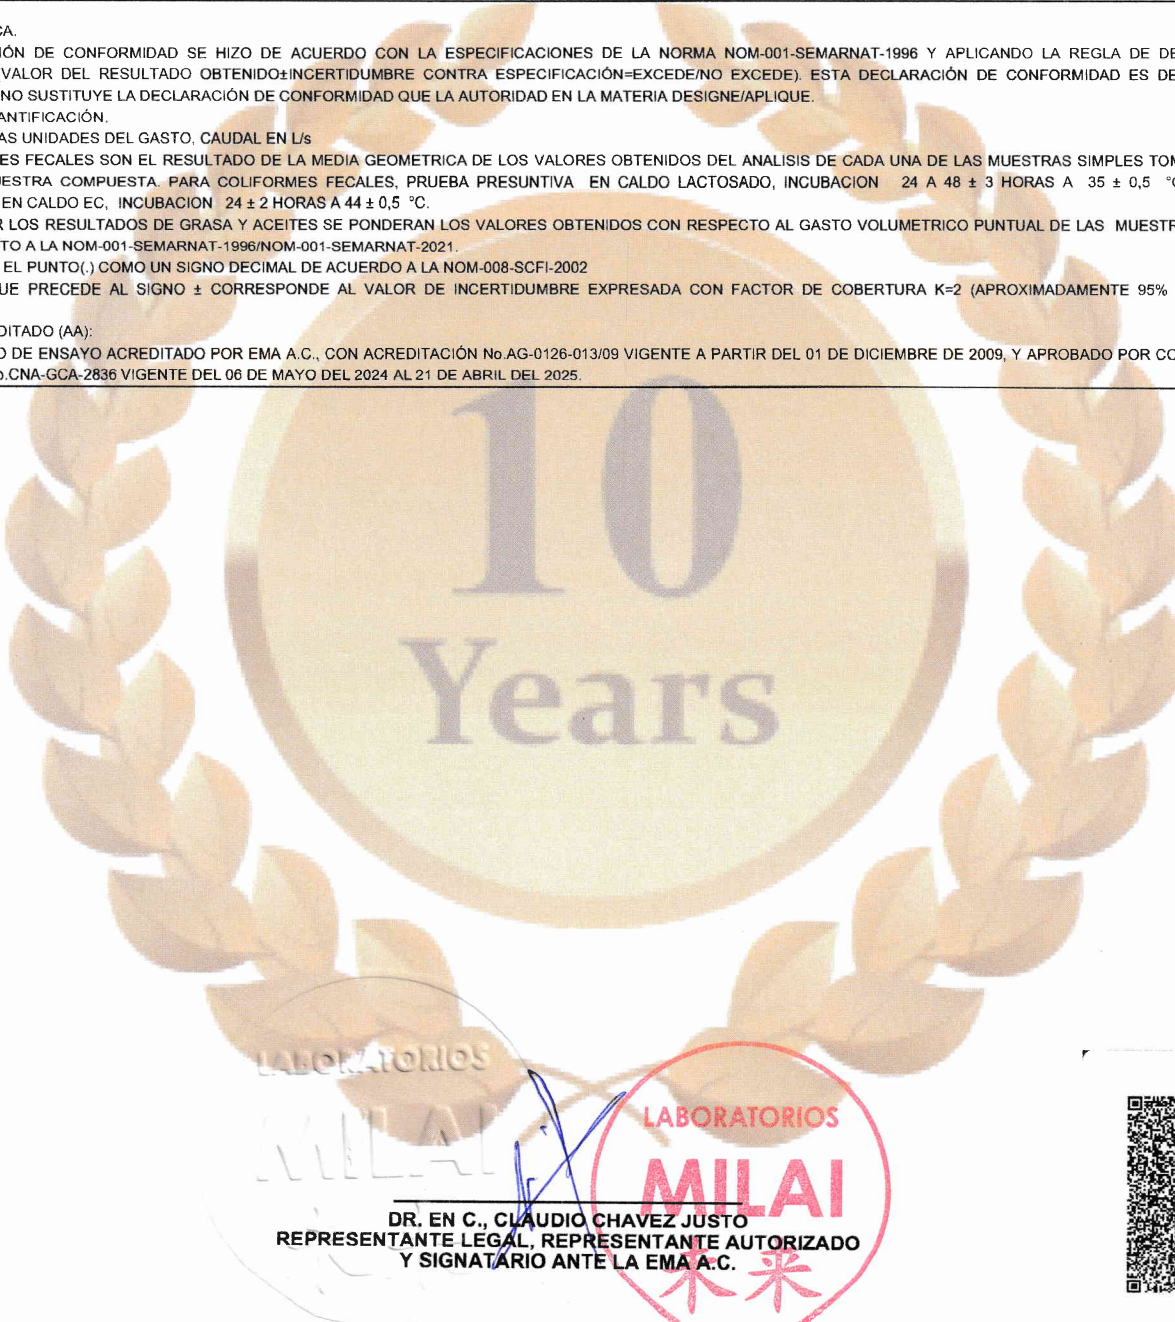 CA.
IÓN DE CONFORMIDAD SE HIZO DE ACUERDO CON LA ESPECIFICACIONES DE LA NORMA NOM-001-SEMARNAT-1996 Y APLICANDO LA REGLA DE DE
VALOR DEL RESULTADO OBTENIDO±INCERTIDUMBRE CONTRA ESPECIFICACIÓN=EXCEDE/NO EXCEDE). ESTA DECLARACIÓN DE CONFORMIDAD ES DE
NO SUSTITUYE LA DECLARACIÓN DE CONFORMIDAD QUE LA AUTORIDAD EN LA MATERIA DESIGNE/APLIQUE.
ANTIFICACIÓN.
AS UNIDADES DEL GASTO, CAUDAL EN L/s
ES FECALES SON EL RESULTADO DE LA MEDIA GEOMETRICA DE LOS VALORES OBTENIDOS DEL ANALISIS DE CADA UNA DE LAS MUESTRAS SIMPLES TOM
UESTRA COMPUESTA. PARA COLIFORMES FECALES, PRUEBA PRESUNTIVA EN CALDO LACTOSADO, INCUBACION 24 A 48 ± 3 HORAS A 35 ± 0,5 °
EN CALDO EC, INCUBACION 24 ± 2 HORAS A 44 ± 0,5 °C.
R LOS RESULTADOS DE GRASA Y ACEITES SE PONDERAN LOS VALORES OBTENIDOS CON RESPECTO AL GASTO VOLUMETRICO PUNTUAL DE LAS MUESTR
TO A LA NOM-001-SEMARNAT-1996/NOM-001-SEMARNAT-2021.
EL PUNTO(.) COMO UN SIGNO DECIMAL DE ACUERDO A LA NOM-008-SCFI-2002
UE PRECEDE AL SIGNO ± CORRESPONDE AL VALOR DE INCERTIDUMBRE EXPRESADA CON FACTOR DE COBERTURA K=2 (APROXIMADAMENTE 95%
DITADO (AA):
O DE ENSAYO ACREDITADO POR EMA A.C., CON ACREDITACIÓN No.AG-0126-013/09 VIGENTE A PARTIR DEL 01 DE DICIEMBRE DE 2009, Y APROBADO POR CO
o.CNA-GCA-2836 VIGENTE DEL 06 DE MAYO DEL 2024 AL 21 DE ABRIL DEL 2025.
10
Years
LABORATORIOS
MILAI
LABORATORIOS
MILAI
未来
DR. EN C., CLAUDIO CHAVEZ JUSTO
REPRESENTANTE LEGAL, REPRESENTANTE AUTORIZADO
Y SIGNATARIO ANTE LA EMA A.C.